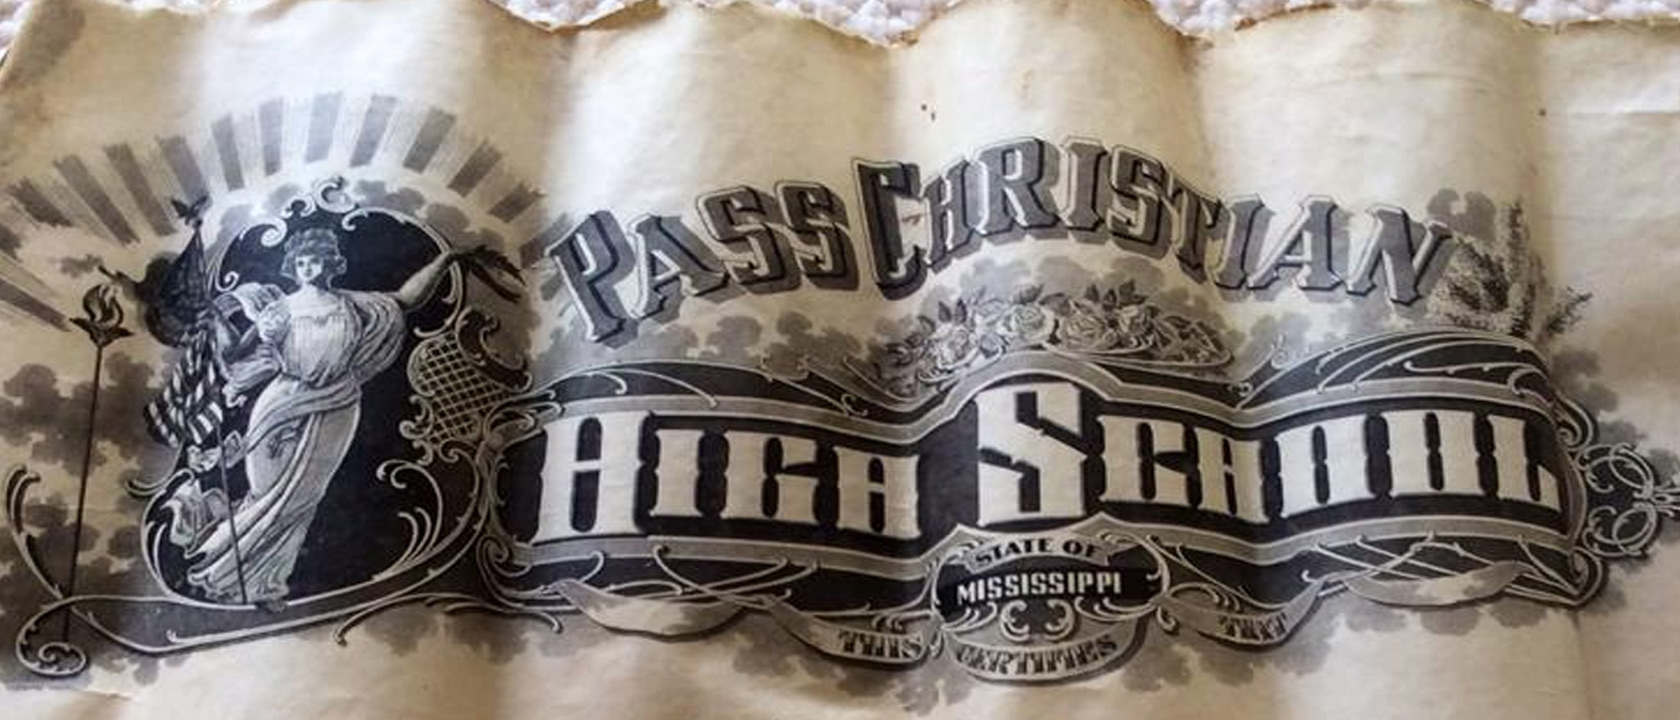 PASS CHRISTIAN
HIGH SCHOOL
STATE OF
MISSISSIPPI
THIS CERTIFIES THAT